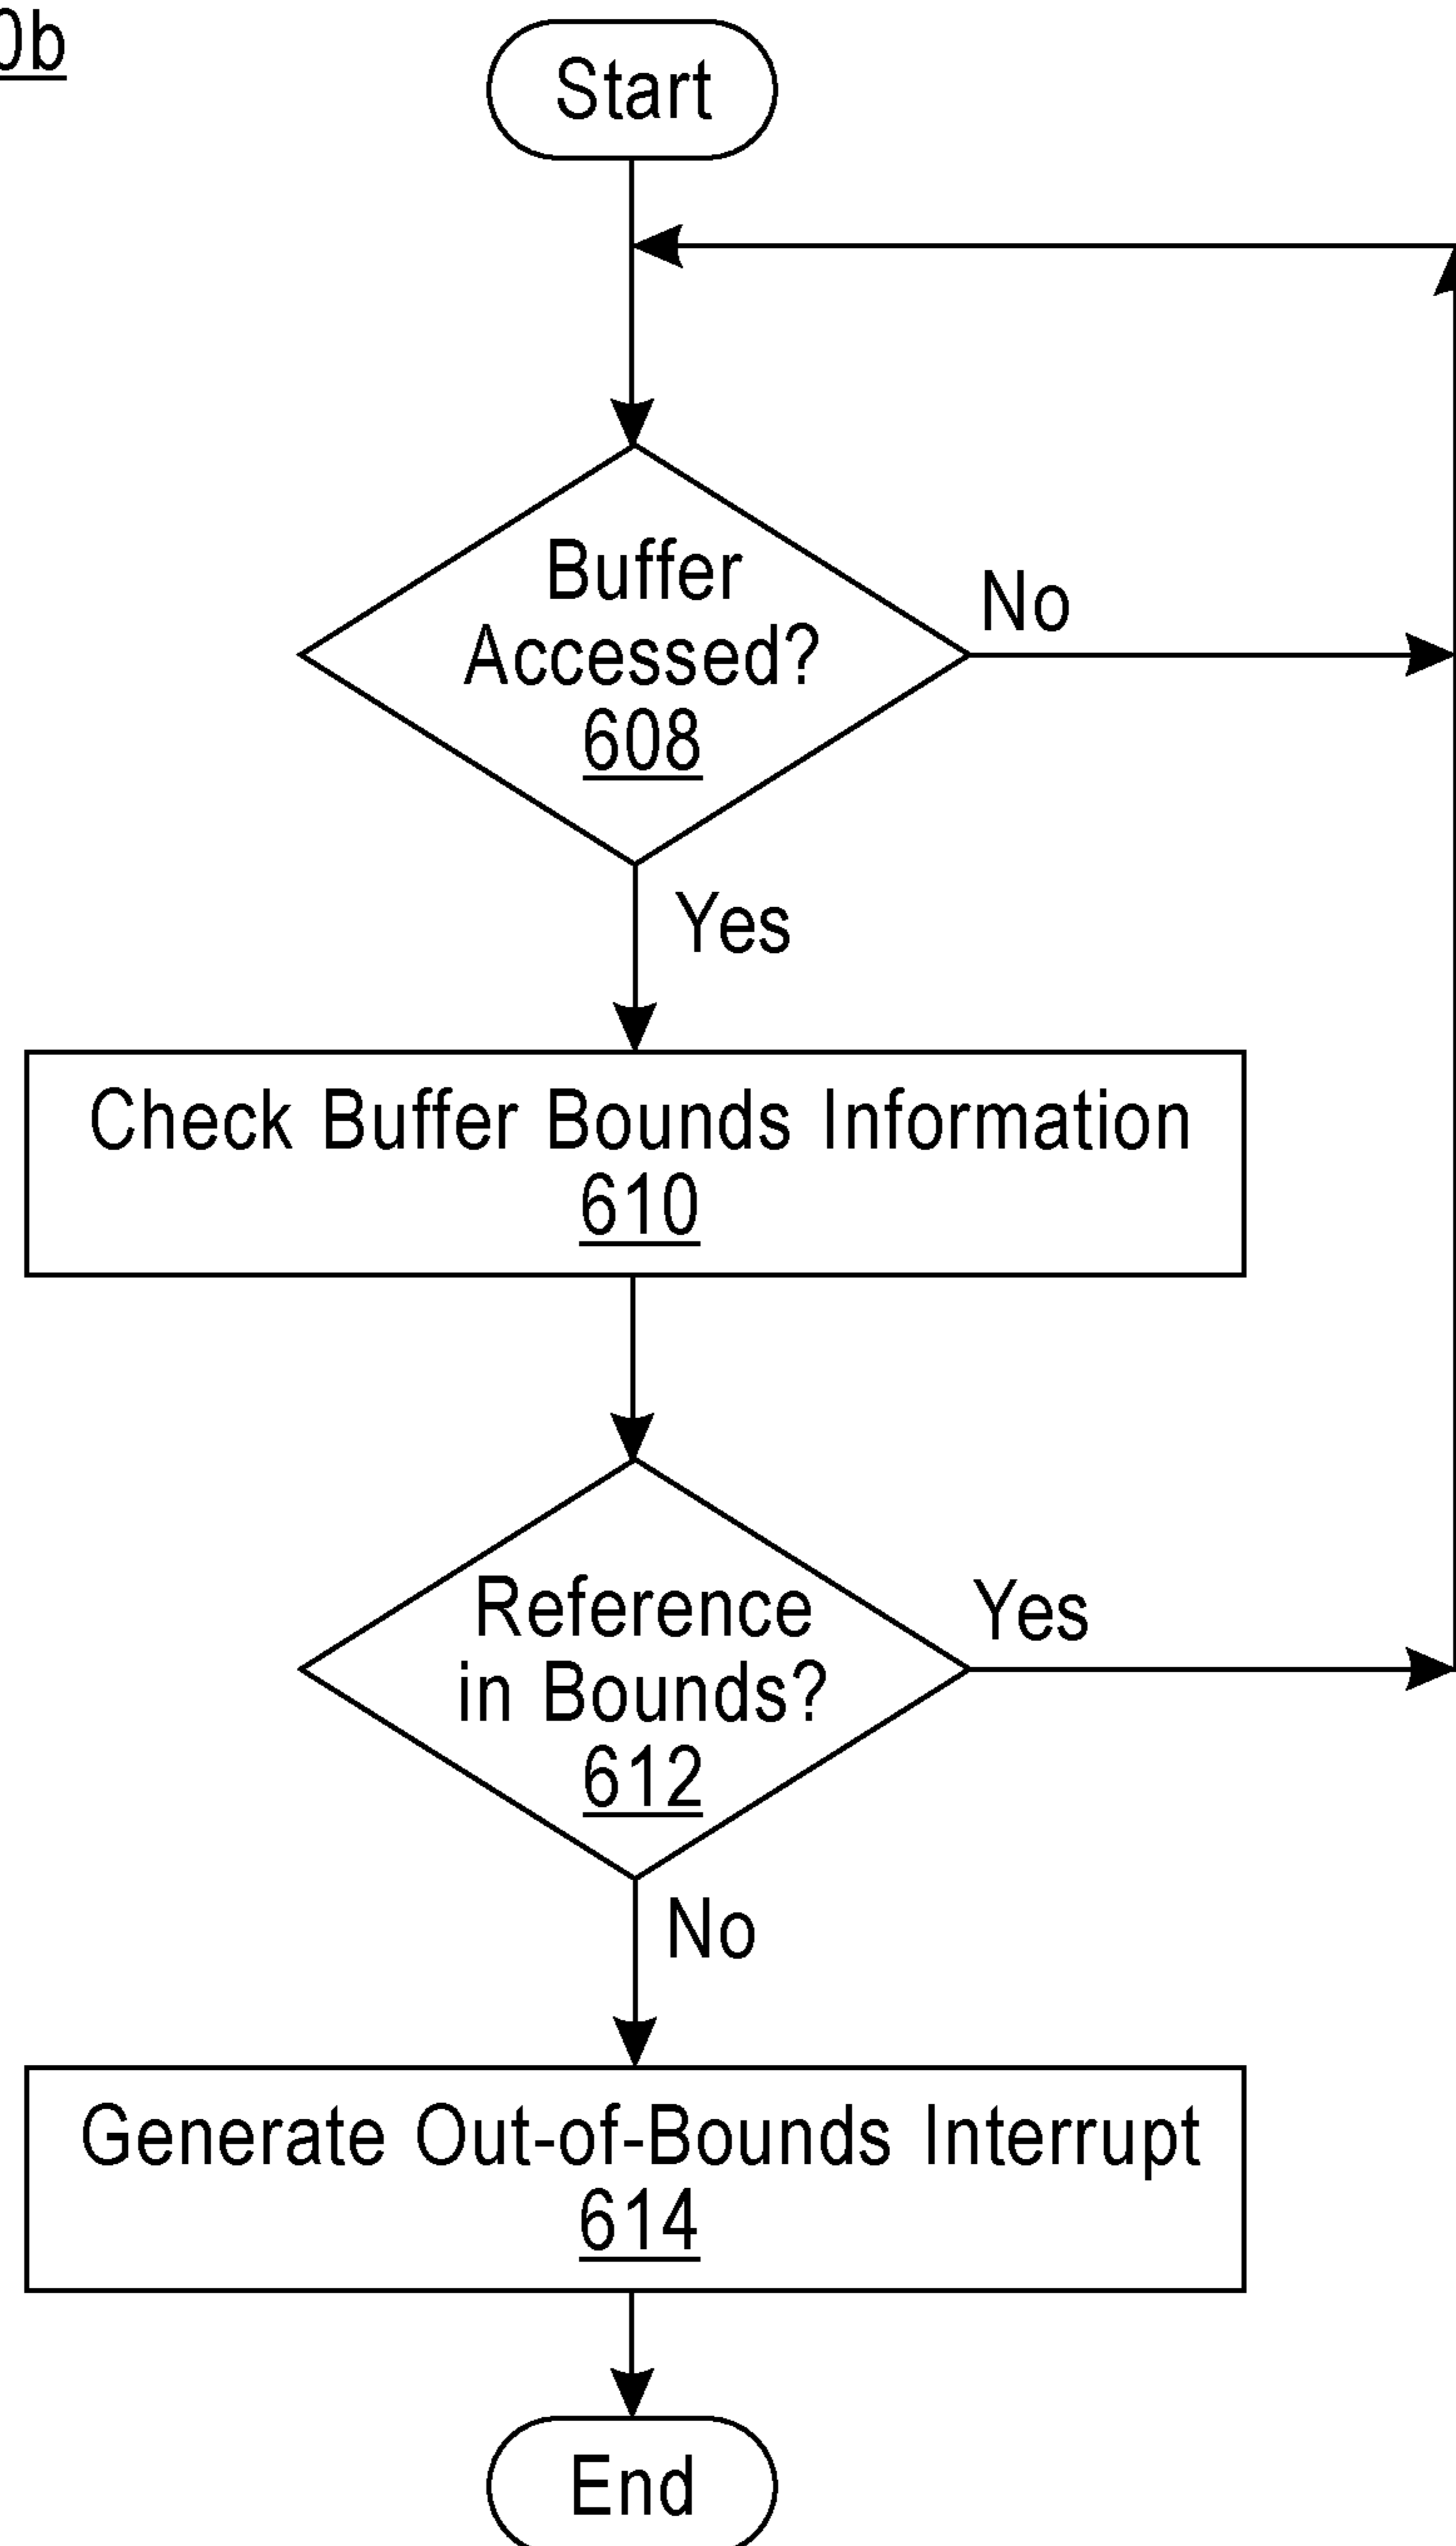 0b
Start
Buffer
Accessed?
608
No
Yes
Check Buffer Bounds Information
610
Reference
in Bounds?
612
Yes
No
Generate Out-of-Bounds Interrupt
614
End